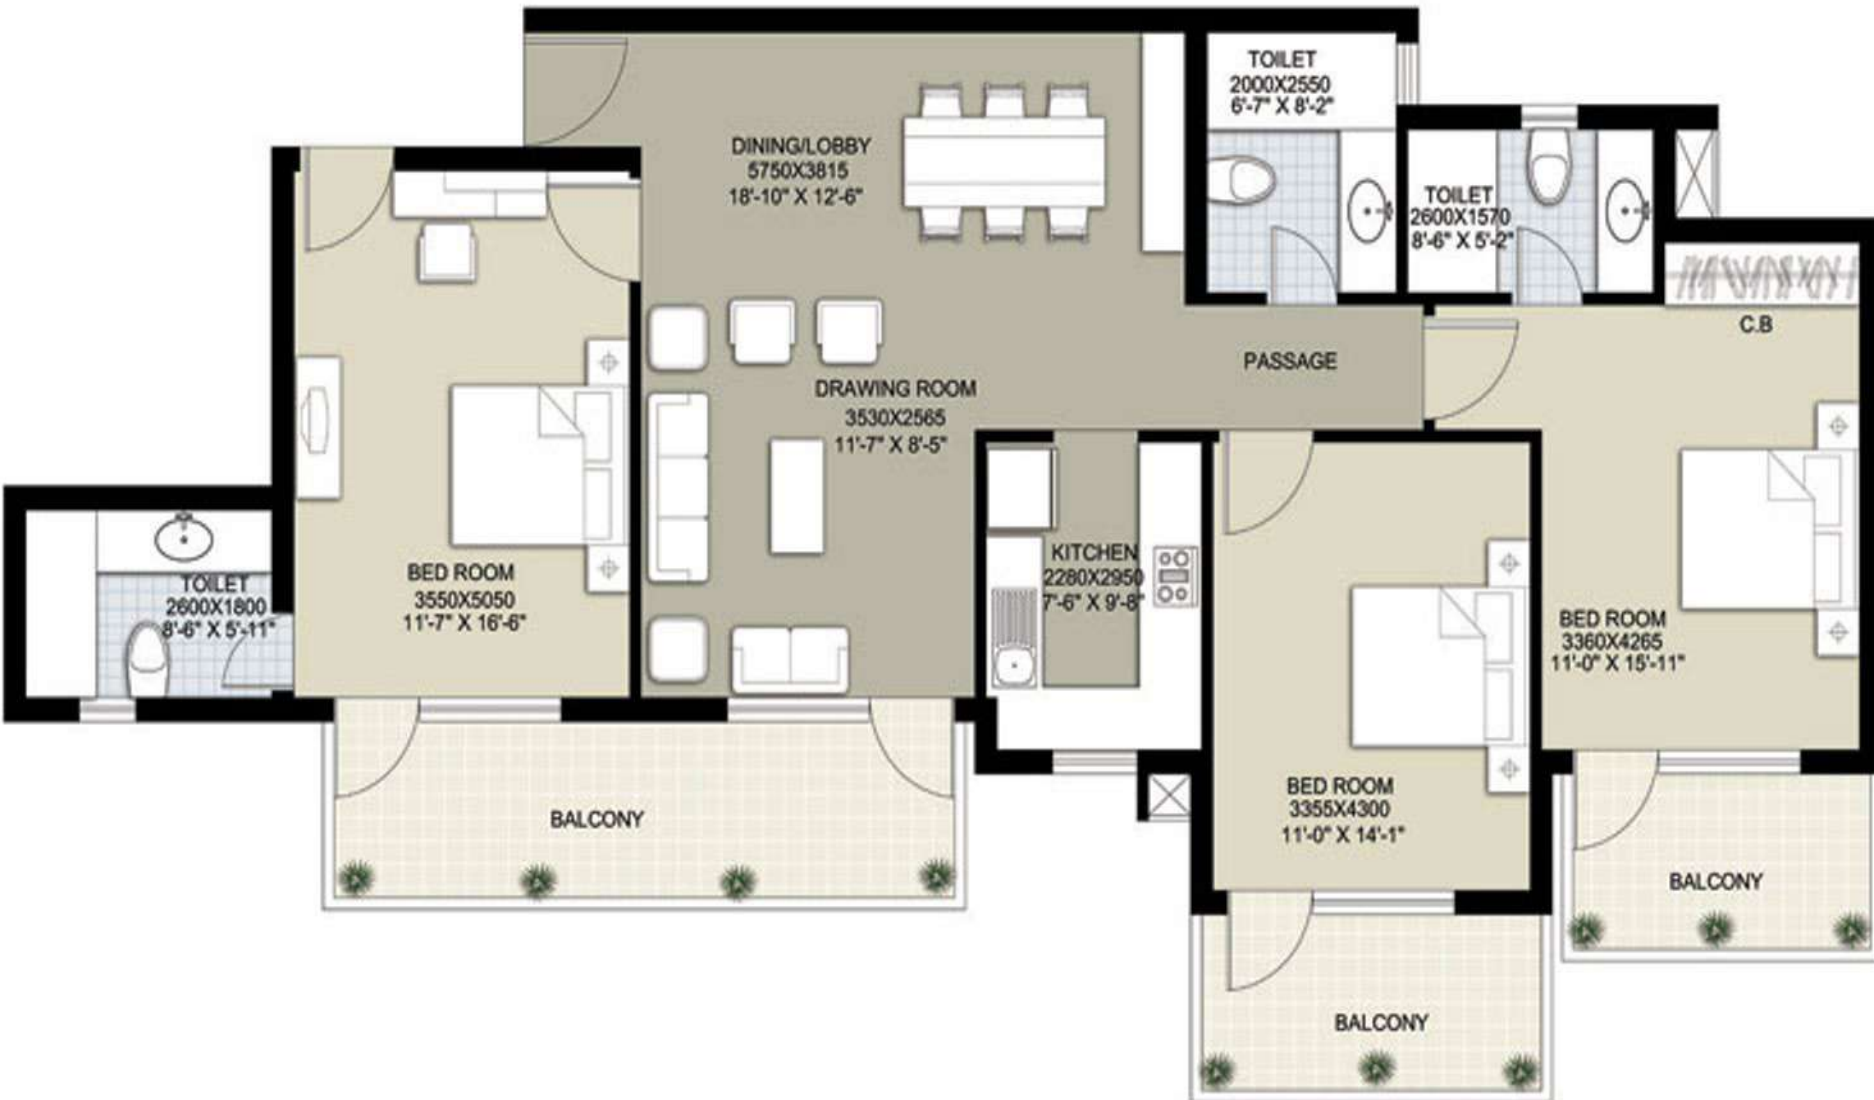 TOILET
2000X2550
6'-7" X 8'-2"
DINING/LOBBY
5750X3815
18'-10" X 12'-6"
TOILET
2600X1570
8'-6" X 5'-2"
C.B
PASSAGE
DRAWING ROOM
3530X2565
11'-7" X 8'-5"
KITCHEN
2280X2950
7'-6" X 9'-8"
BED ROOM
3550X5050
11'-7" X 16'-6"
TOILET
2600X1800
8'-6" X 5'-11"
BED ROOM
3360X4265
11'-0" X 15'-11"
BED ROOM
3355X4300
11'-0" X 14'-1"
BALCONY
BALCONY
BALCONY